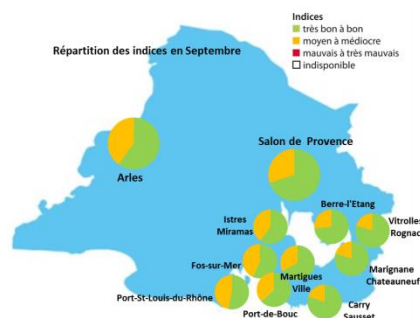 Indices
très bon à bon
moyen à médiocre
mauvais à très mauvais
indisponible
Répartition des indices en Septembre
Salon de Provence
Arles
Berre-l'Etang
Istres
Miramas
Vitrolles
Rognac
Fos-sur-Mer
Martigues
Ville
Marignane
Chateauneuf
Port-St-Louis-du-Rhône
Port-de-Bouc
Carry
Sausset